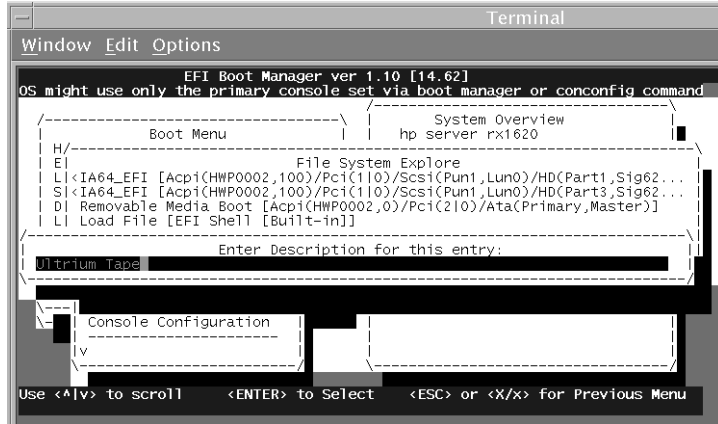 Terminal
Window Edit Options
EFI Boot Manager ver 1.10 [14.62]
OS might use only the primary console set via boot manager or conconfig command
System Overview
Boot Menu
hp server rx1620
H
E| File System Explore
L|<IA64_EFI [Acpi(HWP0002,100)/Pci(1|0)/Scsi(Pun1,Lun0)/HD(Part1,Sig62...
S|<IA64_EFI [Acpi(HWP0002,100)/Pci(1|0)/Scsi(Pun1,Lun0)/HD(Part3,Sig62...
D| Removable Media Boot [Acpi(HWP0002,0)/Pci(2|0)/Ata(Primary,Master)]
L| Load File [EFI Shell [Built-in]]
Enter Description for this entry:
Ultrium Tape
Console Configuration
v
Use <^|v> to scroll <ENTER> to Select <ESC> or <X/x> for Previous Menu